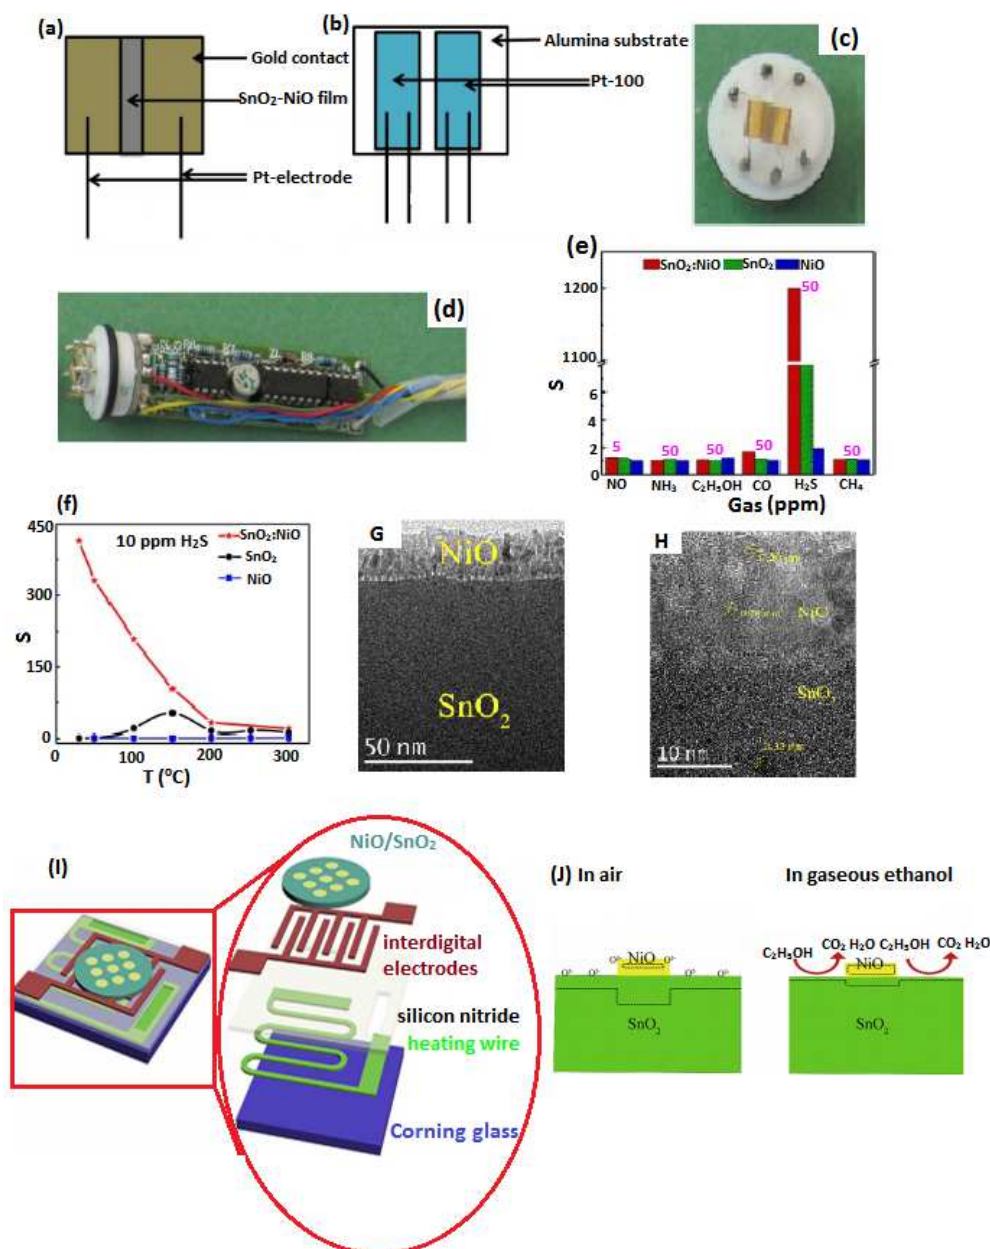 (a)
Gold contact
SnO₂-NiO film
Pt-electrode
(b)
Alumina substrate
Pt-100
(c)
(d)
(e)
SnO₂:NiO SnO₂ NiO
S
1200
1100
6
4
2
0
5
50
50
50
50
50
NO NH₃ C₂H₅OH CO H₂S CH₄
Gas (ppm)
(f)
10 ppm H₂S
SnO₂:NiO
SnO₂
NiO
S
450
300
150
0
0 100 200 300
T (°C)
G
NiO
SnO₂
50 nm
H
NiO
10 nm
(I)
NiO/SnO₂
interdigital
electrodes
silicon nitride
heating wire
Corning glass
(J) In air
NiO
SnO₂
In gaseous ethanol
C₂H₅OH CO₂ H₂O C₂H₅OH CO₂ H₂O
NiO
SnO₂